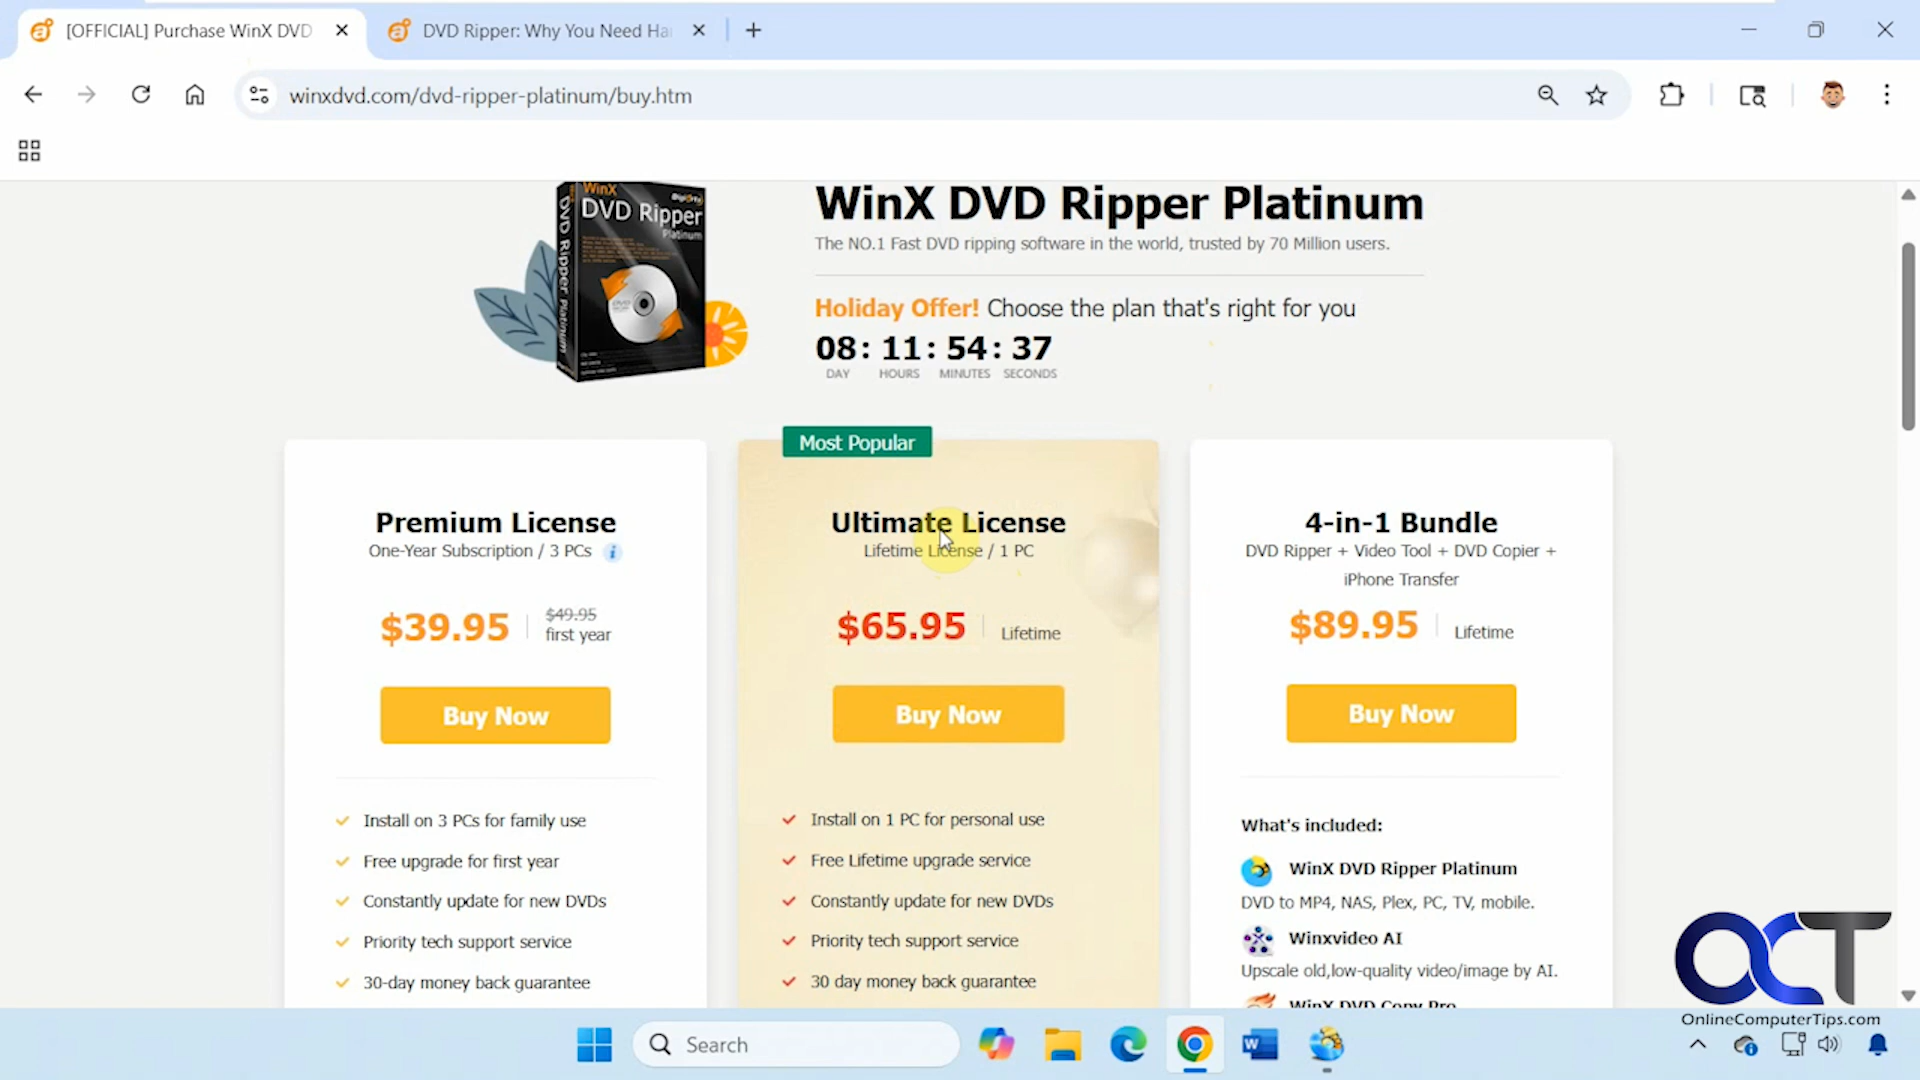 [OFFICIAL] Purchase WinX DVD
DVD Ripper: Why You Need Ha
winxdvd.com/dvd-ripper-platinum/buy.htm
WinX
DVD Ripper
Platinum
DVD Ripper Platinum
WinX DVD Ripper Platinum
The NO.1 Fast DVD ripping software in the world, trusted by 70 Million users.
Holiday Offer! Choose the plan that's right for you
08: 11: 54: 37
DAY HOURS MINUTES SECONDS
Premium License
One-Year Subscription / 3 PCs i
$39.95 $49.95
first year
Buy Now
Install on 3 PCs for family use
Free upgrade for first year
Constantly update for new DVDs
Priority tech support service
30-day money back guarantee
Most Popular
Ultimate License
Lifetime License / 1 PC
$65.95 Lifetime
Buy Now
Install on 1 PC for personal use
Free Lifetime upgrade service
Constantly update for new DVDs
Priority tech support service
30 day money back guarantee
4-in-1 Bundle
DVD Ripper + Video Tool + DVD Copier +
iPhone Transfer
$89.95 Lifetime
Buy Now
What's included:
WinX DVD Ripper Platinum
DVD to MP4, NAS, Plex, PC, TV, mobile.
Winxvideo AI
Upscale old,low-quality video/image by AI.
WinX DVD Copy Pro
OCT
OnlineComputerTips.com
Search